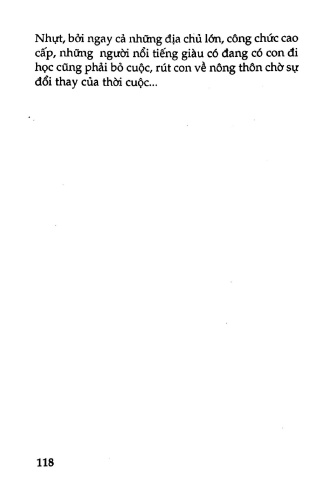 Nhựt, bởi ngay cả những địa chủ lớn, công chức cao
cấp, những người nổi tiếng giàu có đang có con đi
học cũng phải bỏ cuộc, rút con về nông thôn chờ sự
đổi thay của thời cuộc...
118